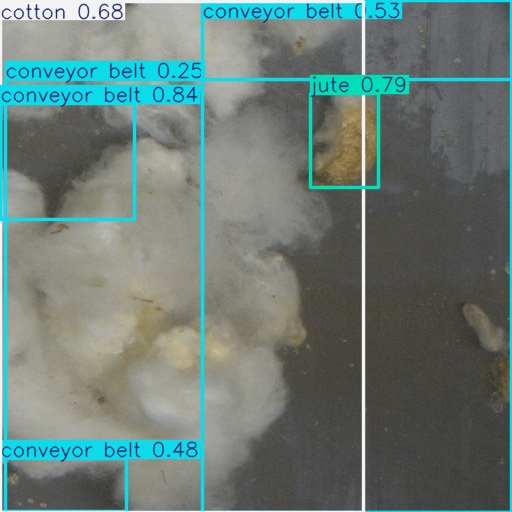 cotton 0.68
conveyor belt 0.53
conveyor belt 0.25
jute 0.79
conveyor belt 0.84
conveyor belt 0.48